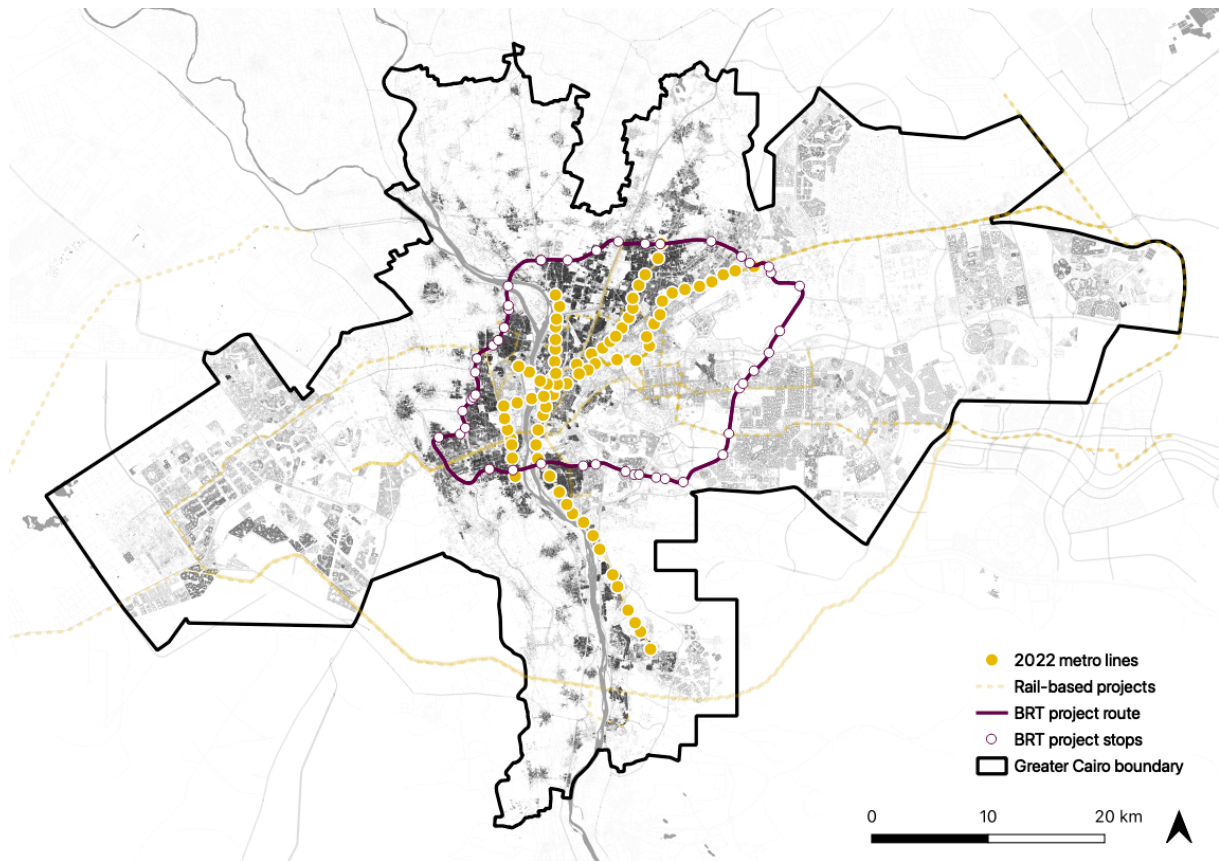 2022 metro lines
Rail-based projects
BRT project route
BRT project stops
Greater Cairo boundary
0 10 20 km